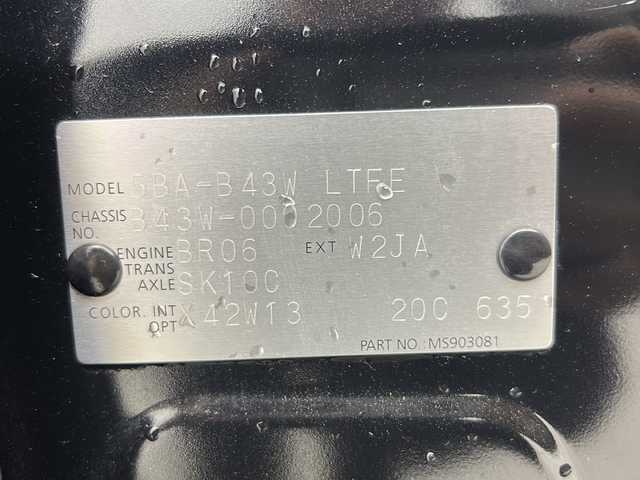 MODEL 5BA-B43W LTFE
CHASSIS NO. B43W-0002006
ENGINE BR06 EXT W2JA
TRANS AXLE SK10C
COLOR. INT OPT X42W13 20C 635
PART NO.: MS903081